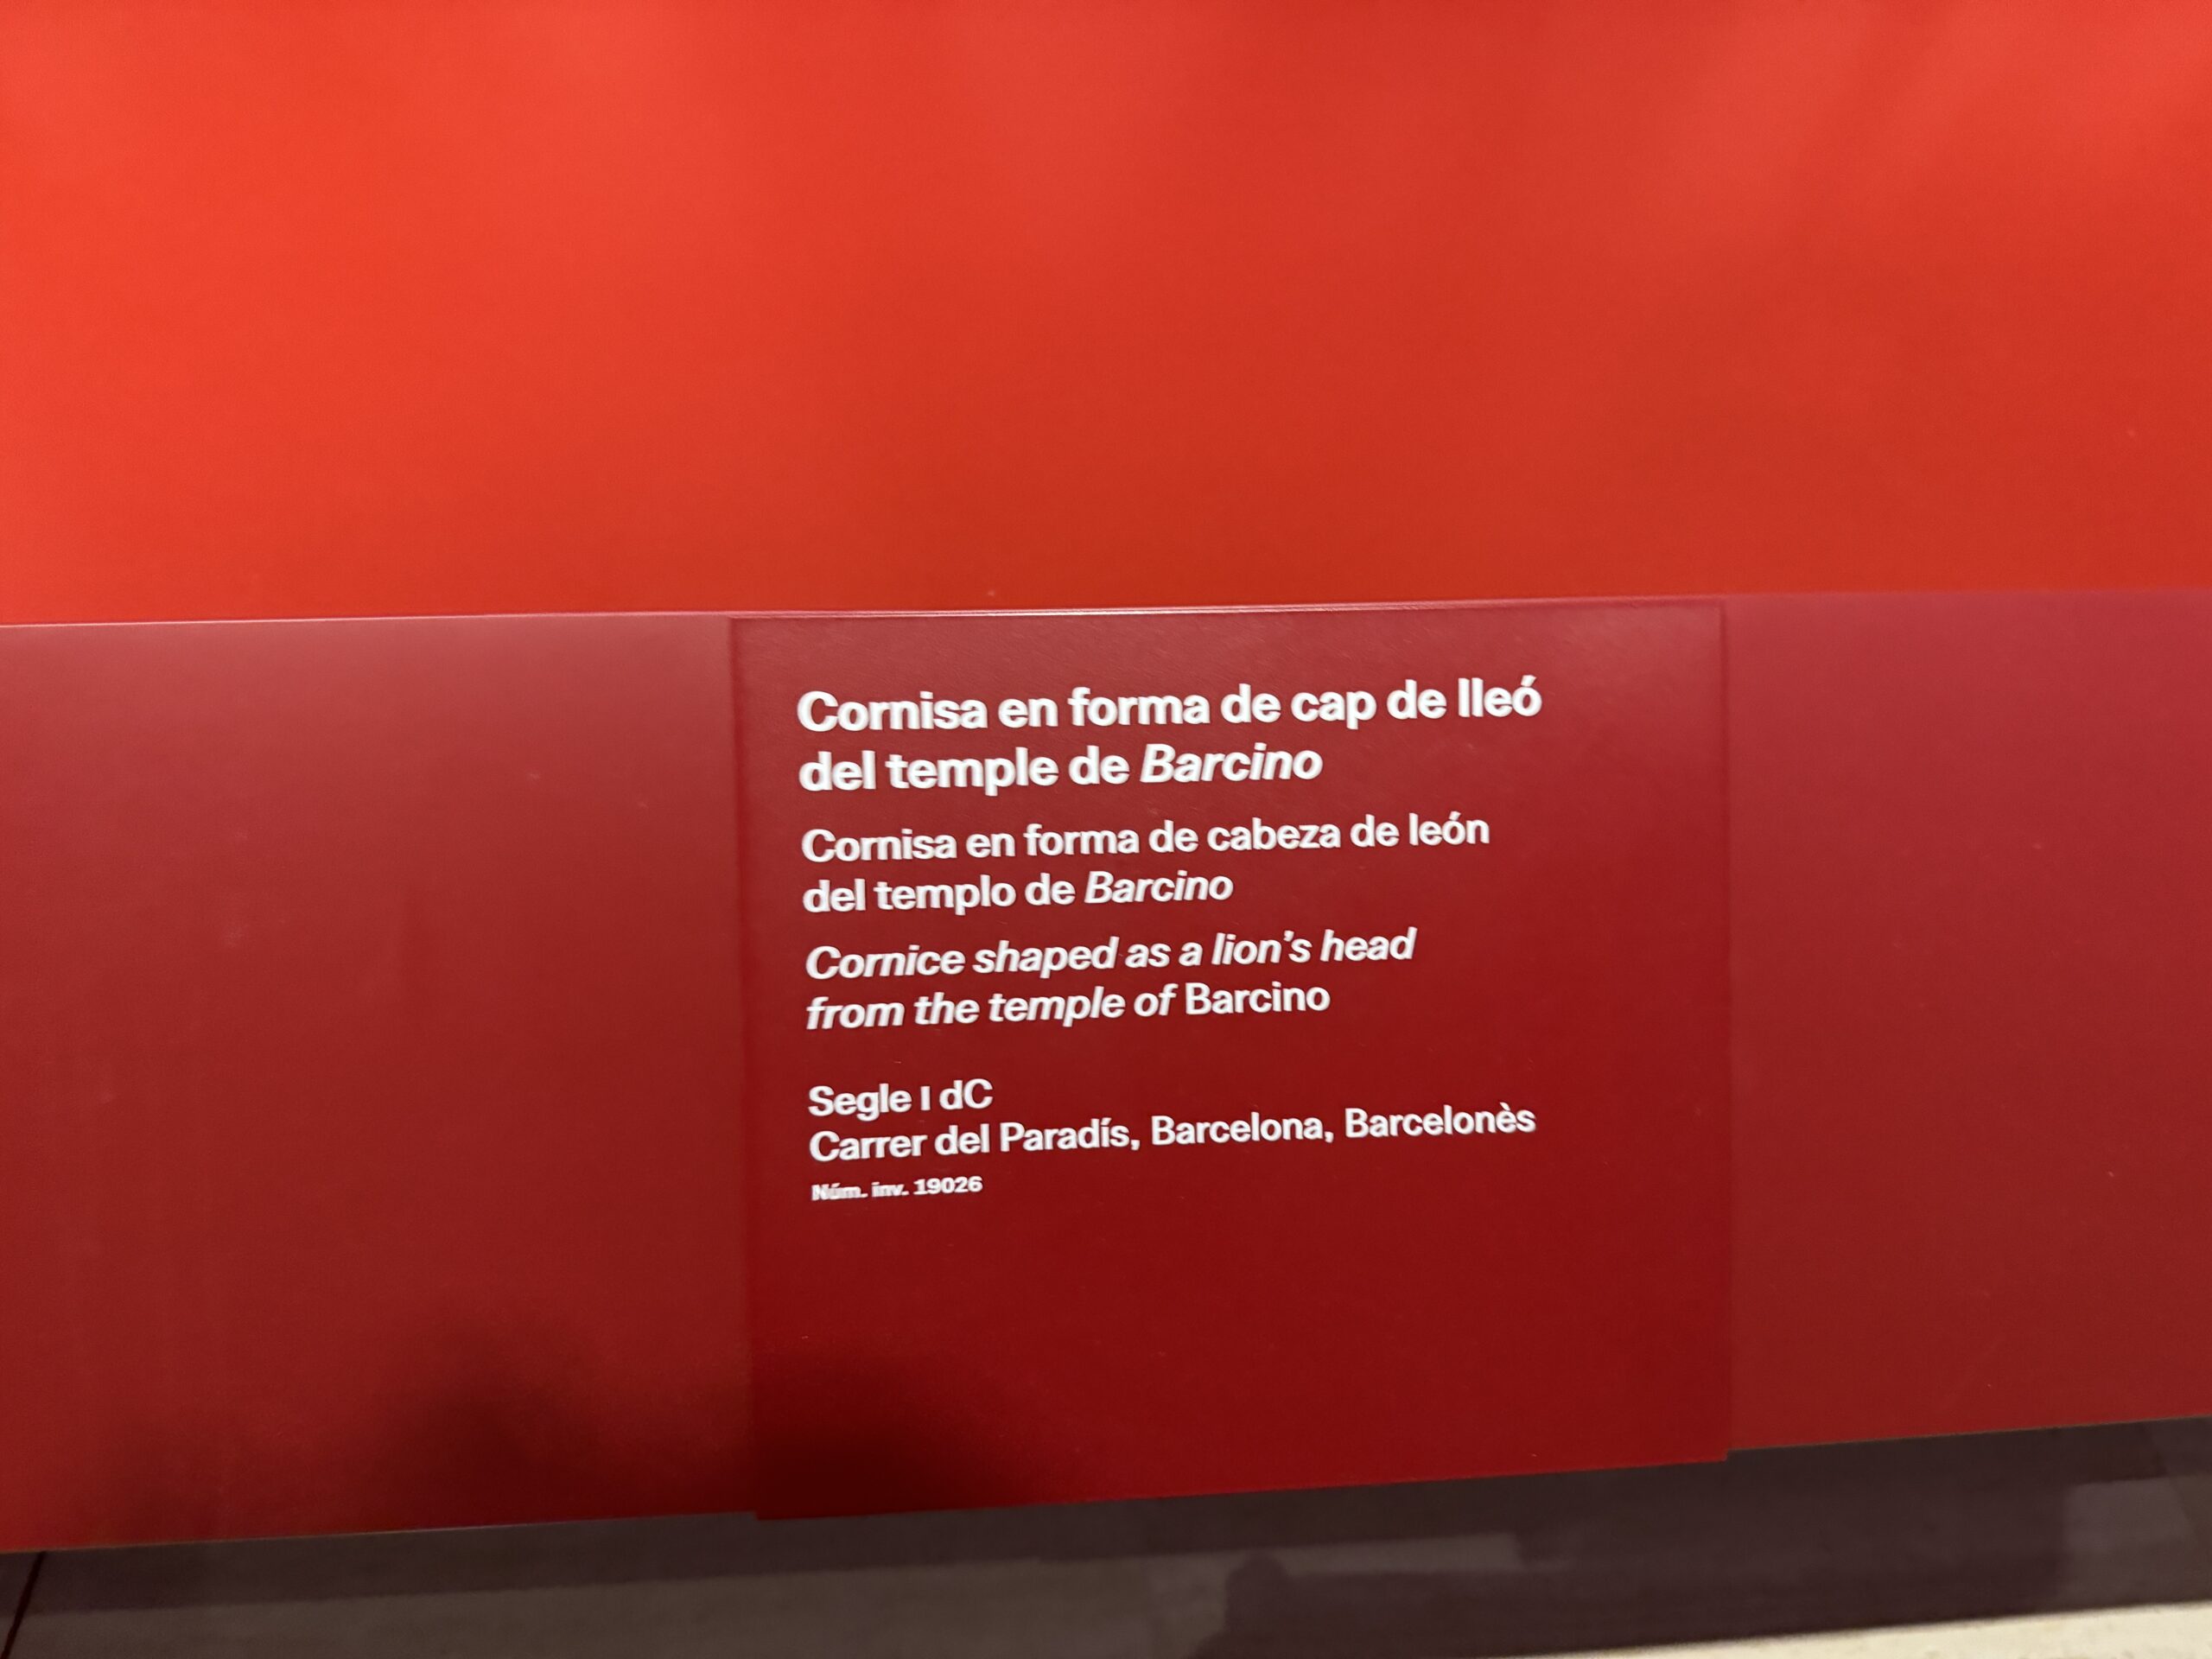 Cornisa en forma de cap de lleó
del temple de Barcino
Cornisa en forma de cabeza de león
del templo de Barcino
Cornice shaped as a lion’s head
from the temple of Barcino
Segle I dC
Carrer del Paradís, Barcelona, Barcelonès
Núm. inv. 19026